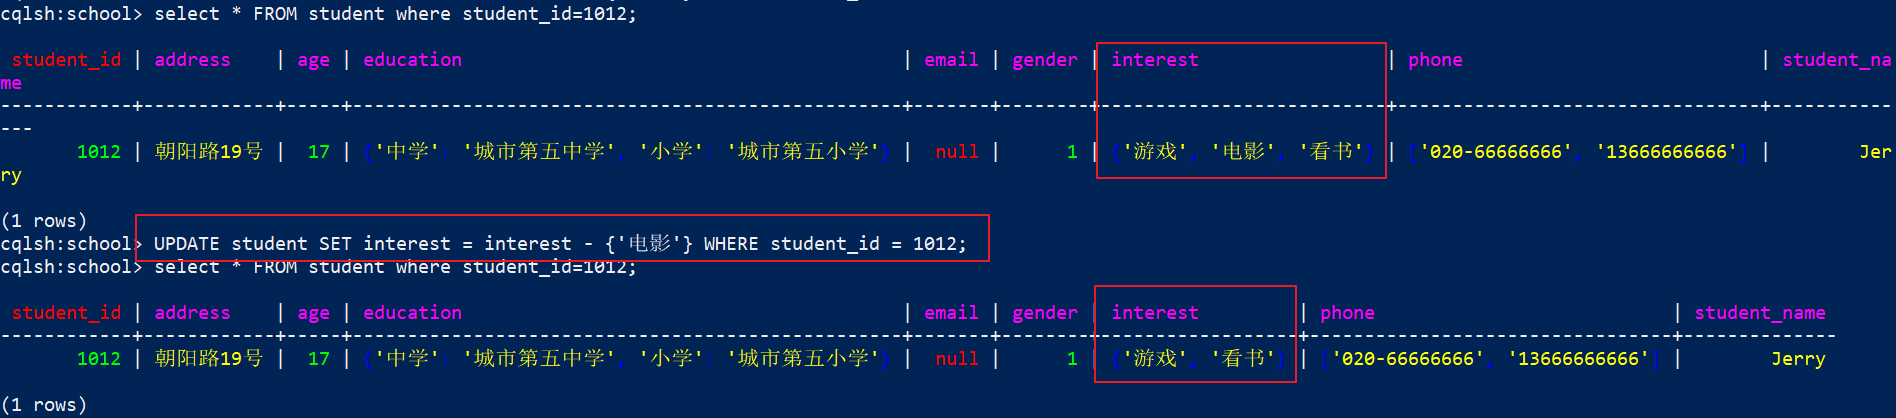 cqlsh:school> select * FROM student where student_id=1012;
student_id | address | age | education | email | gender | interest | phone | student_na
me
------------+------------+-----+---------------------------------------------------+-------+--------+--------------------------+---------------------------------+-----------
---
1012 | 朝阳路19号 | 17 | {'中学': '城市第五中学', '小学': '城市第五小学'} | null | 1 | {'游戏', '电影', '看书'} | ['020-66666666', '13666666666'] | Jer
ry
(1 rows)
cqlsh:school> UPDATE student SET interest = interest - {'电影'} WHERE student_id = 1012;
cqlsh:school> select * FROM student where student_id=1012;
student_id | address | age | education | email | gender | interest | phone | student_name
------------+------------+-----+---------------------------------------------------+-------+--------+------------------+---------------------------------+--------------
1012 | 朝阳路19号 | 17 | {'中学': '城市第五中学', '小学': '城市第五小学'} | null | 1 | {'游戏', '看书'} | ['020-66666666', '13666666666'] | Jerry
(1 rows)